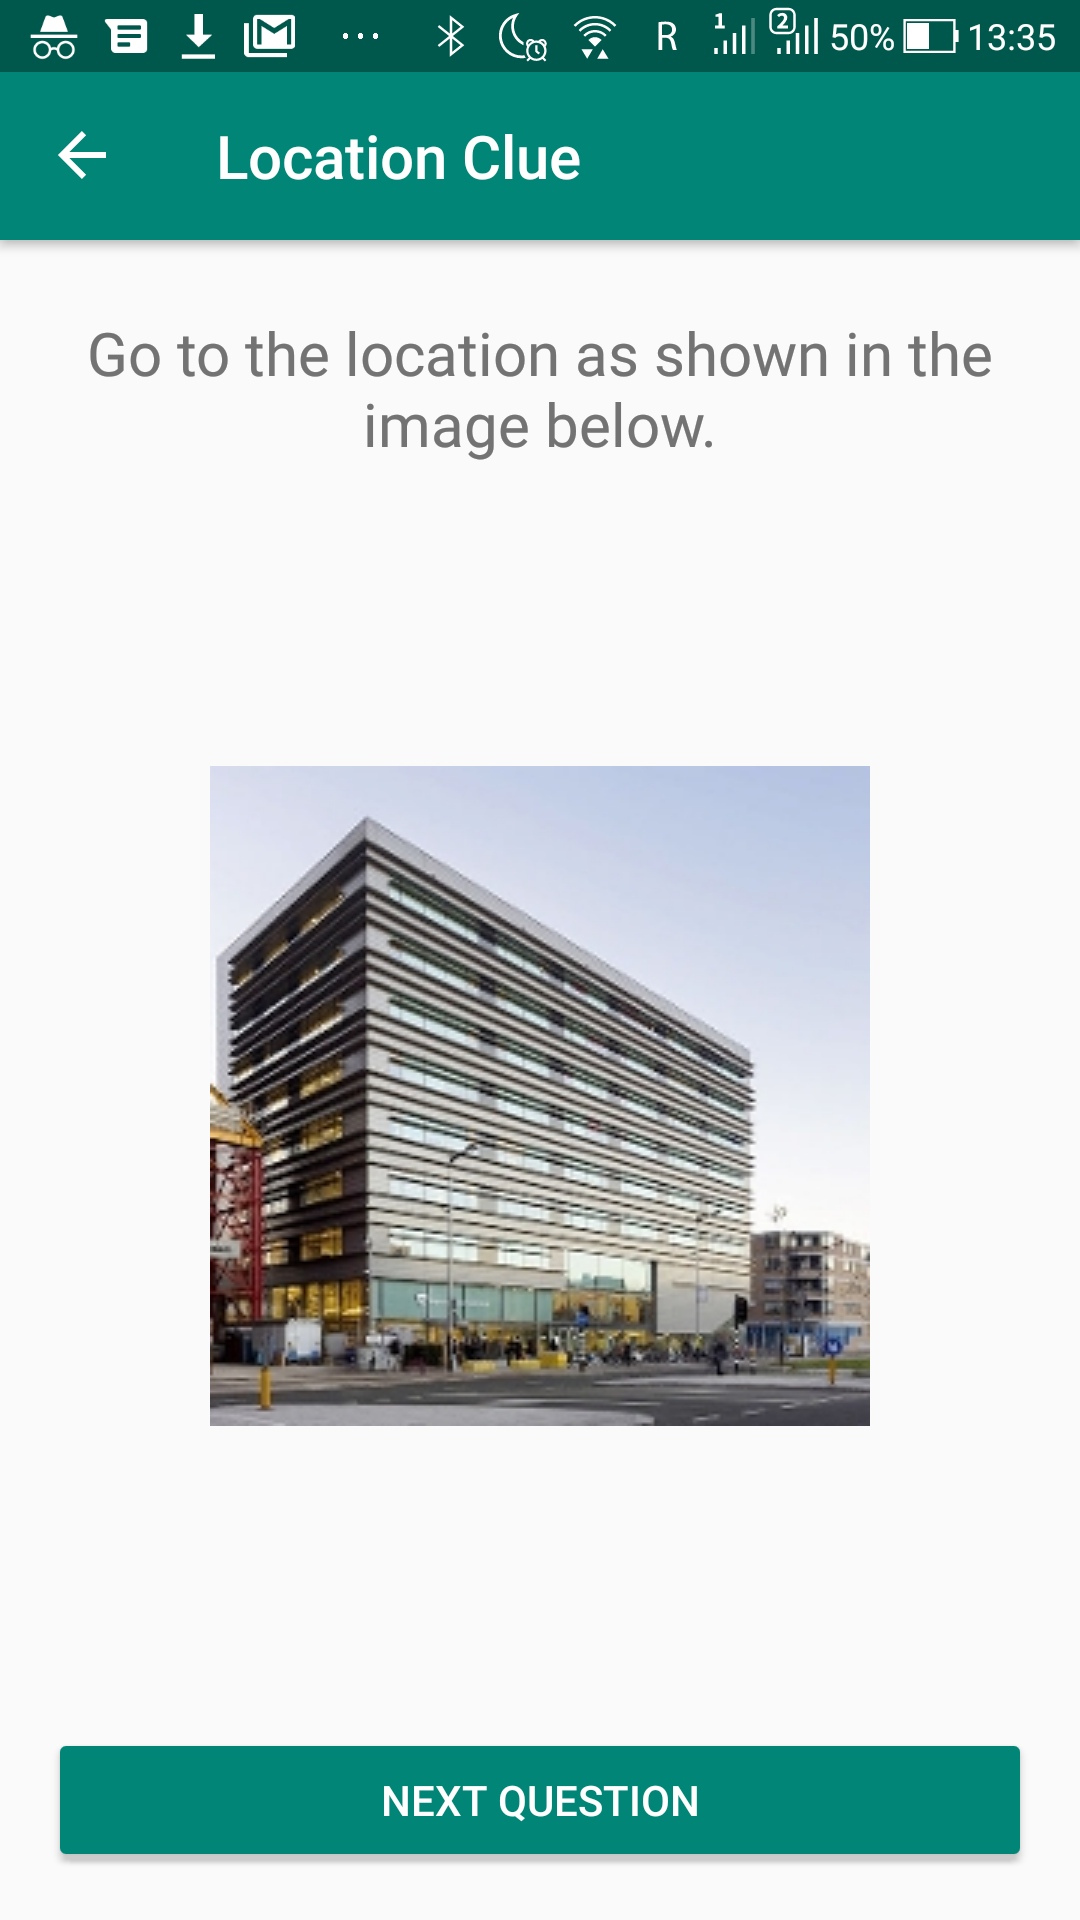 R 1 2 50% 13:35
Location Clue
Go to the location as shown in the
image below.
NEXT QUESTION